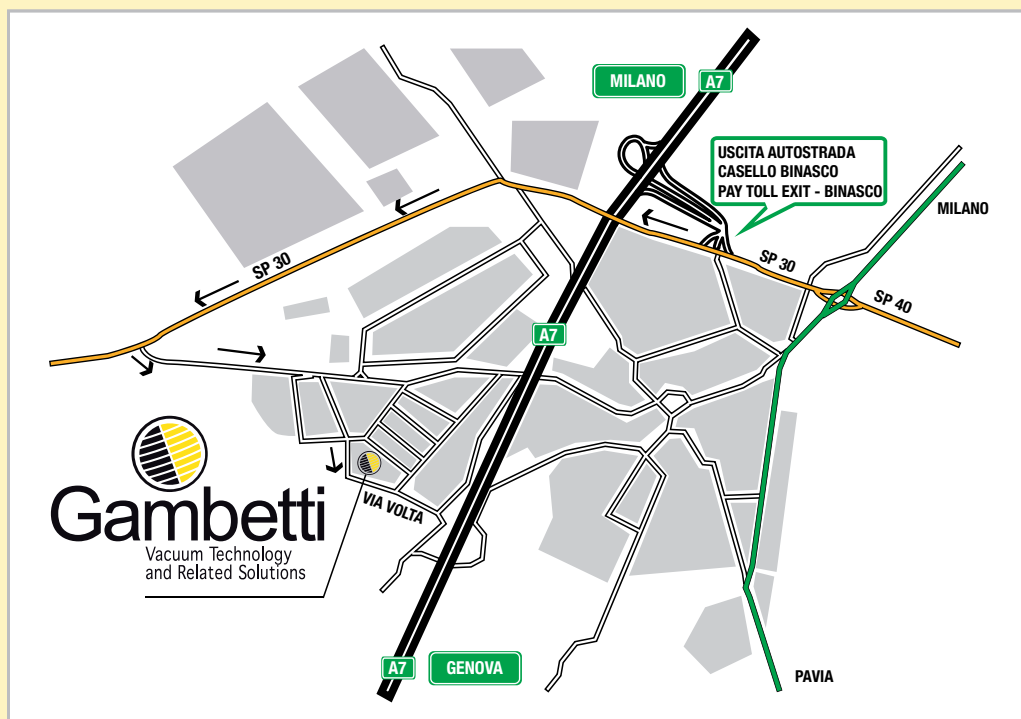 MILANO
A7
USCITA AUTOSTRADA
CASELLO BINASCO
PAY TOLL EXIT - BINASCO
MILANO
SP 30
SP 30
SP 40
A7
Gambetti
Vacuum Technology
and Related Solutions
VIA VOLTA
A7
GENOVA
PAVIA